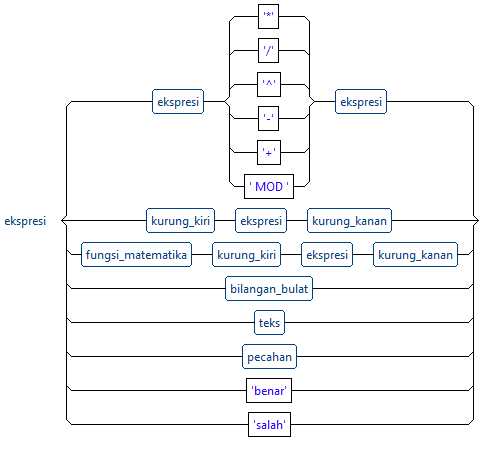 '*'
'/'
'^'
ekspresi ekspresi
'-'
'+'
' MOD '
ekspresi kurung_kiri ekspresi kurung_kanan
fungsi_matematika kurung_kiri ekspresi kurung_kanan
bilangan_bulat
teks
pecahan
'benar'
'salah'